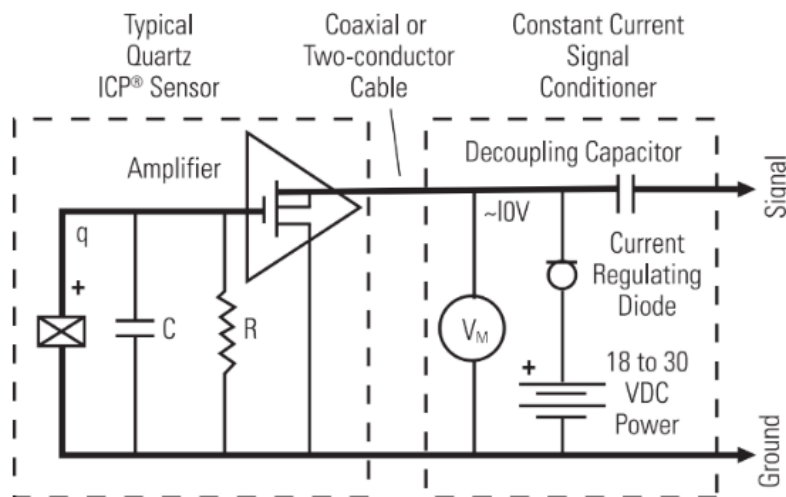 Typical
Quartz
ICP® Sensor
Coaxial or
Two-conductor
Cable
Constant Current
Signal
Conditioner
Amplifier
Decoupling Capacitor
Signal
q
~10V
+
C
R
Current
Regulating
Diode
VM
+
18 to 30
VDC
Power
Ground